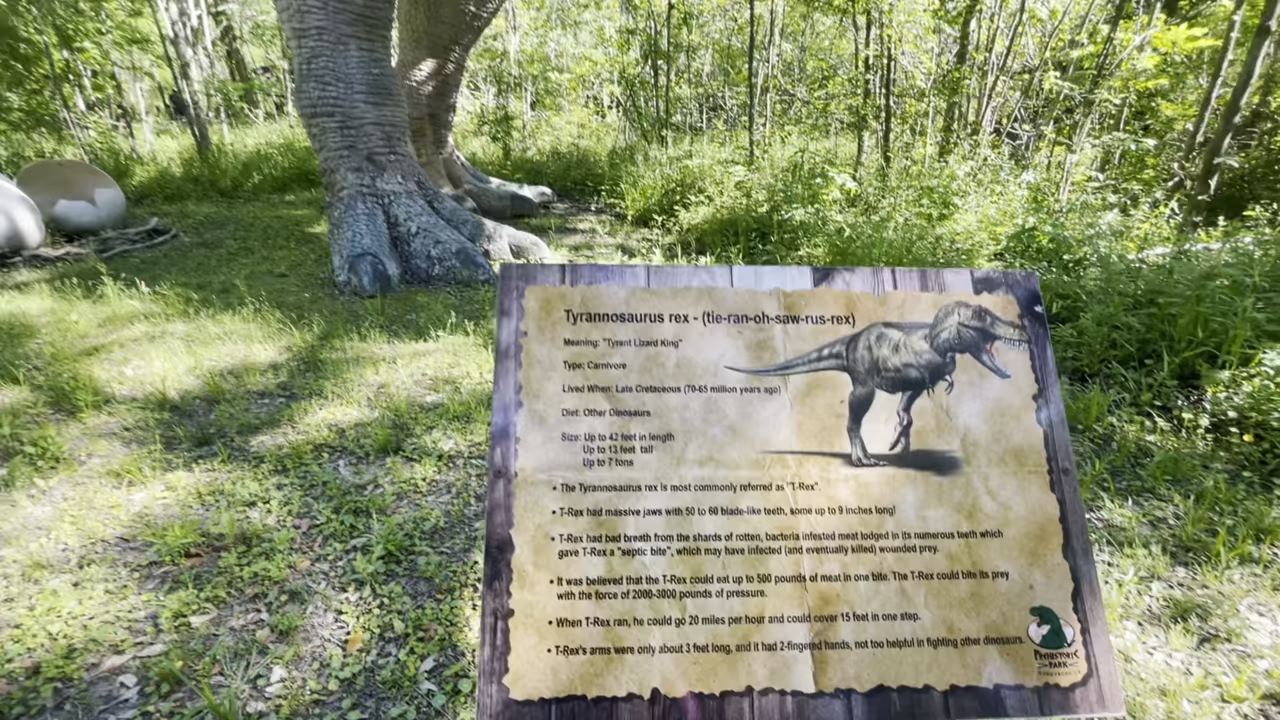 Tyrannosaurus rex - (tie-ran-oh-saw-rus-rex)
Meaning: "Tyrant Lizard King"
Type: Carnivore
Lived When: Late Cretaceous (70-65 million years ago)
Diet: Other Dinosaurs
Size: Up to 42 feet in length
Up to 13 feet tall
Up to 7 tons
• The Tyrannosaurus rex is most commonly referred as "T-Rex".
• T-Rex had massive jaws with 50 to 60 blade-like teeth, some up to 9 inches long!
• T-Rex had bad breath from the shards of rotten, bacteria infested meat lodged in its numerous teeth which
gave T-Rex a "septic bite", which may have infected (and eventually killed) wounded prey.
• It was believed that the T-Rex could eat up to 500 pounds of meat in one bite. The T-Rex could bite its prey
with the force of 2000-3000 pounds of pressure.
• When T-Rex ran, he could go 20 miles per hour and could cover 15 feet in one step.
• T-Rex's arms were only about 3 feet long, and it had 2-fingered hands, not too helpful in fighting other dinosaurs.
PREHISTORIC
PARK